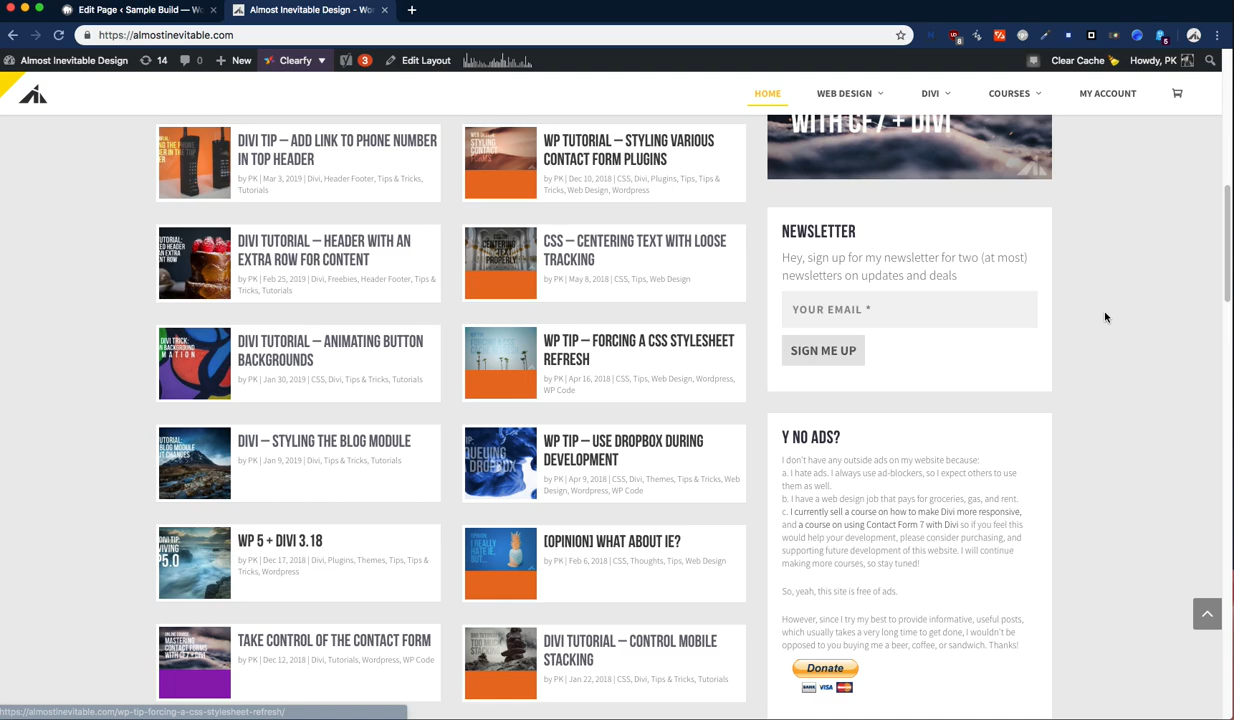 Edit Page ‹ Sample Build — Wo
Almost Inevitable Design - Wor
https://almostinevitable.com
8
5
Almost Inevitable Design
14
0
New
Clearfy
3
Edit Layout
Clear Cache
Howdy, PK
HOME
WEB DESIGN
DIVI
COURSES
MY ACCOUNT
DIVI TIP – ADD LINK TO PHONE NUMBER
IN TOP HEADER
by PK | Mar 3, 2019 | Divi, Header Footer, Tips & Tricks,
Tutorials
DIVI TUTORIAL – HEADER WITH AN
EXTRA ROW FOR CONTENT
by PK | Feb 25, 2019 | Divi, Freebies, Header Footer, Tips &
Tricks, Tutorials
DIVI TUTORIAL – ANIMATING BUTTON
BACKGROUNDS
by PK | Jan 30, 2019 | CSS, Divi, Tips & Tricks, Tutorials
DIVI – STYLING THE BLOG MODULE
by PK | Jan 9, 2019 | Divi, Tips & Tricks, Tutorials
WP 5 + DIVI 3.18
by PK | Dec 17, 2018 | Divi, Plugins, Themes, Tips, Tips &
Tricks, Wordpress
TAKE CONTROL OF THE CONTACT FORM
by PK | Dec 12, 2018 | Divi, Tutorials, Wordpress, WP Code
WP TUTORIAL – STYLING VARIOUS
CONTACT FORM PLUGINS
by PK | Dec 10, 2018 | CSS, Divi, Plugins, Tips, Tips &
Tricks, Web Design, Wordpress
CSS – CENTERING TEXT WITH LOOSE
TRACKING
by PK | May 8, 2018 | CSS, Tips, Web Design
WP TIP – FORCING A CSS STYLESHEET
REFRESH
by PK | Apr 16, 2018 | CSS, Tips, Web Design, Wordpress,
WP Code
WP TIP – USE DROPBOX DURING
DEVELOPMENT
by PK | Apr 9, 2018 | CSS, Divi, Themes, Tips & Tricks, Web
Design, Wordpress, WP Code
[OPINION] WHAT ABOUT IE?
by PK | Feb 6, 2018 | CSS, Thoughts, Tips, Web Design
DIVI TUTORIAL – CONTROL MOBILE
STACKING
by PK | Jan 22, 2018 | CSS, Divi, Tips & Tricks, Tutorials
WITH CF7 + DIVI
NEWSLETTER
Hey, sign up for my newsletter for two (at most)
newsletters on updates and deals
YOUR EMAIL *
SIGN ME UP
Y NO ADS?
I don't have any outside ads on my website because:
a. I hate ads. I always use ad-blockers, so I expect others to use
them as well.
b. I have a web design job that pays for groceries, gas, and rent.
c. I currently sell a course on how to make Divi more responsive,
and a course on using Contact Form 7 with Divi so if you feel this
would help your development, please consider purchasing, and
supporting future development of this website. I will continue
making more courses, so stay tuned!
So, yeah, this site is free of ads.
However, since I try my best to provide informative, useful posts,
which usually takes a very long time to get done, I wouldn't be
opposed to you buying me a beer, coffee, or sandwich. Thanks!
Donate
BANK VISA
https://almostinevitable.com/wp-tip-forcing-a-css-stylesheet-refresh/